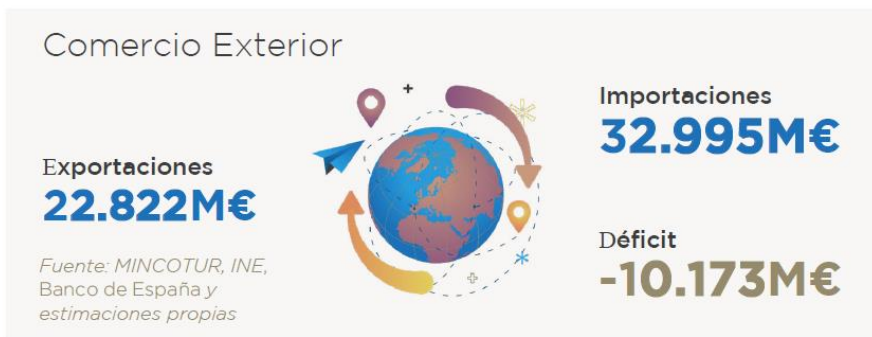 Comercio Exterior
Exportaciones
22.822M€
Fuente: MINCOTUR, INE,
Banco de España y
estimaciones propias
Importaciones
32.995M€
Déficit
-10.173M€